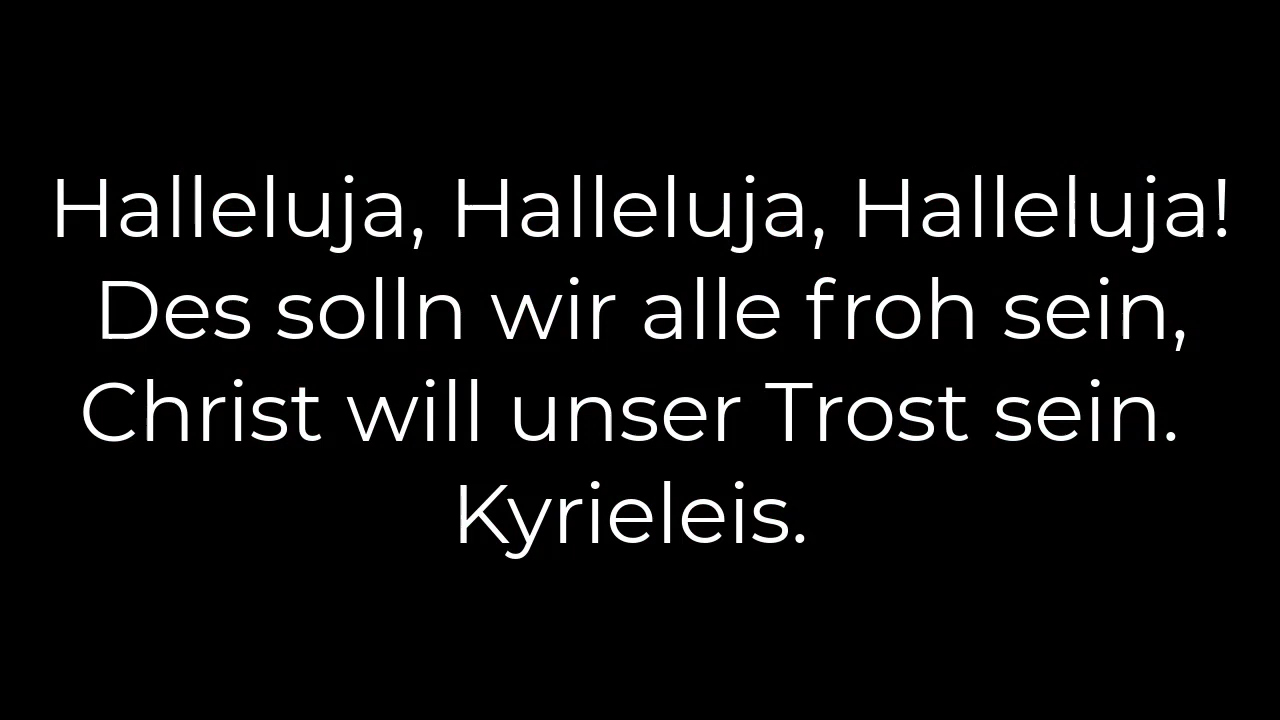 Halleluja, Halleluja, Halleluja!
Des solln wir alle froh sein,
Christ will unser Trost sein.
Kyrieleis.